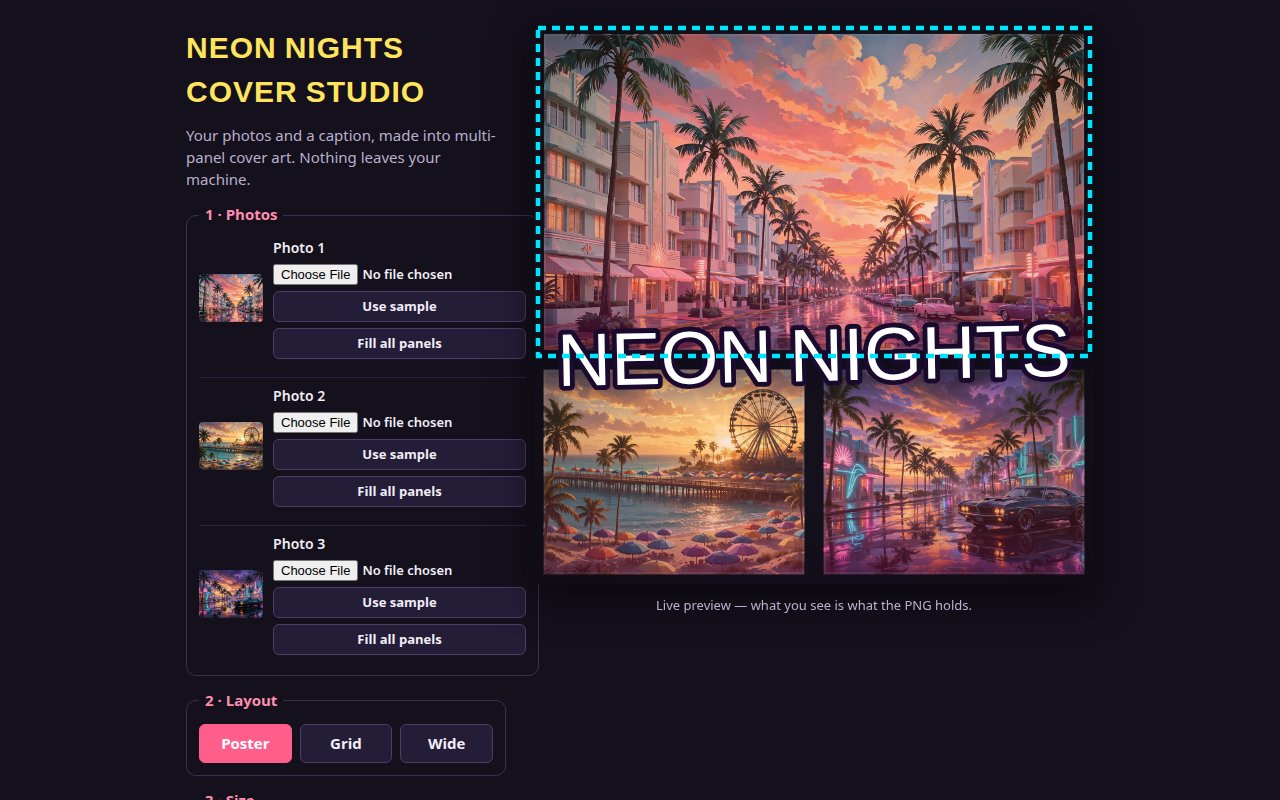 NEON NIGHTS
COVER STUDIO
Your photos and a caption, made into multi-
panel cover art. Nothing leaves your
machine.
1 · Photos
Photo 1
Choose File No file chosen
Use sample
Fill all panels
Photo 2
Choose File No file chosen
Use sample
Fill all panels
Photo 3
Choose File No file chosen
Use sample
Fill all panels
2 · Layout
Poster Grid Wide
3 · Size
NEON NIGHTS
Live preview — what you see is what the PNG holds.